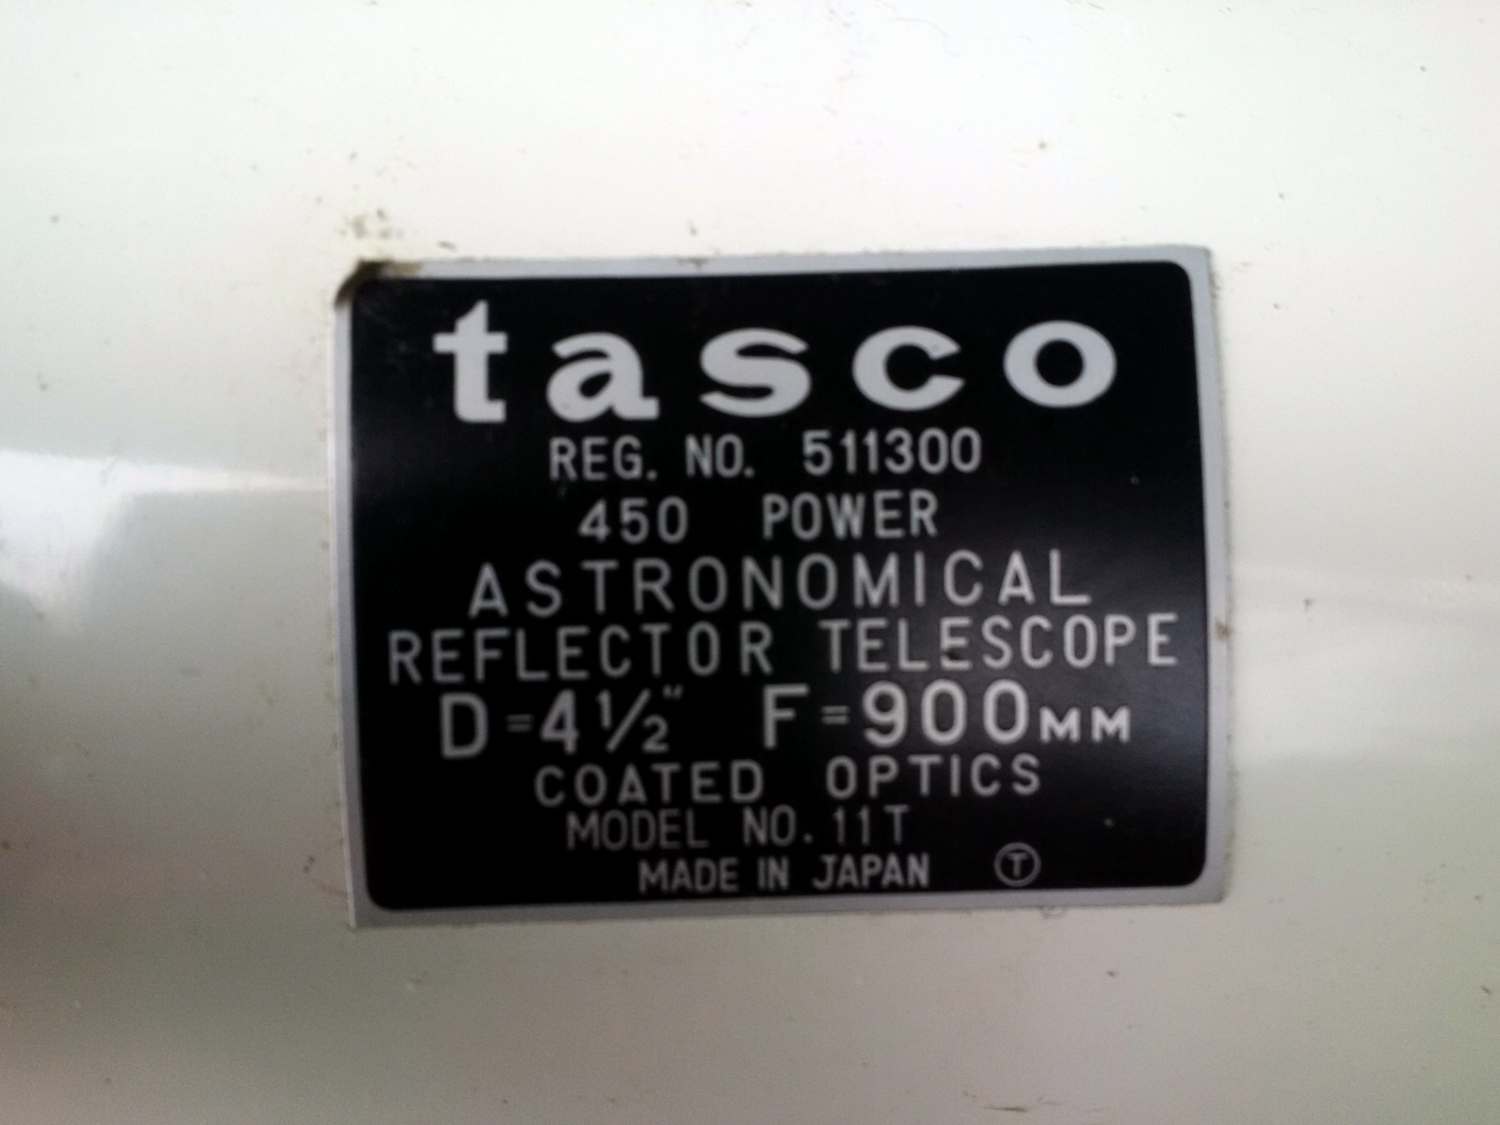 tasco
REG. NO. 511300
450 POWER
ASTRONOMICAL
REFLECTOR TELESCOPE
D=4½" F=900MM
COATED OPTICS
MODEL NO. 11T
MADE IN JAPAN Ⓣ